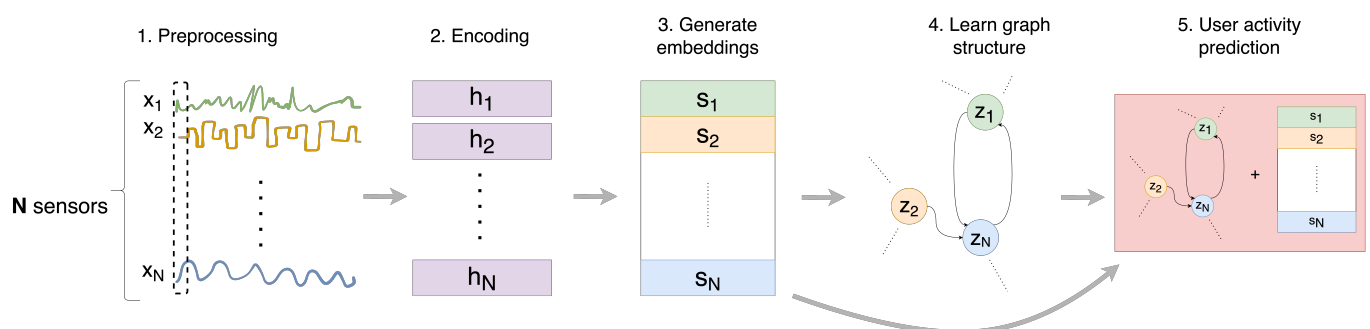 1. Preprocessing
2. Encoding
3. Generate
embeddings
4. Learn graph
structure
5. User activity
prediction
N sensors
x1
x2
xN
h1
h2
hN
s1
s2
sN
z1
z2
zN
z1
z2
zN
+
s1
s2
sN